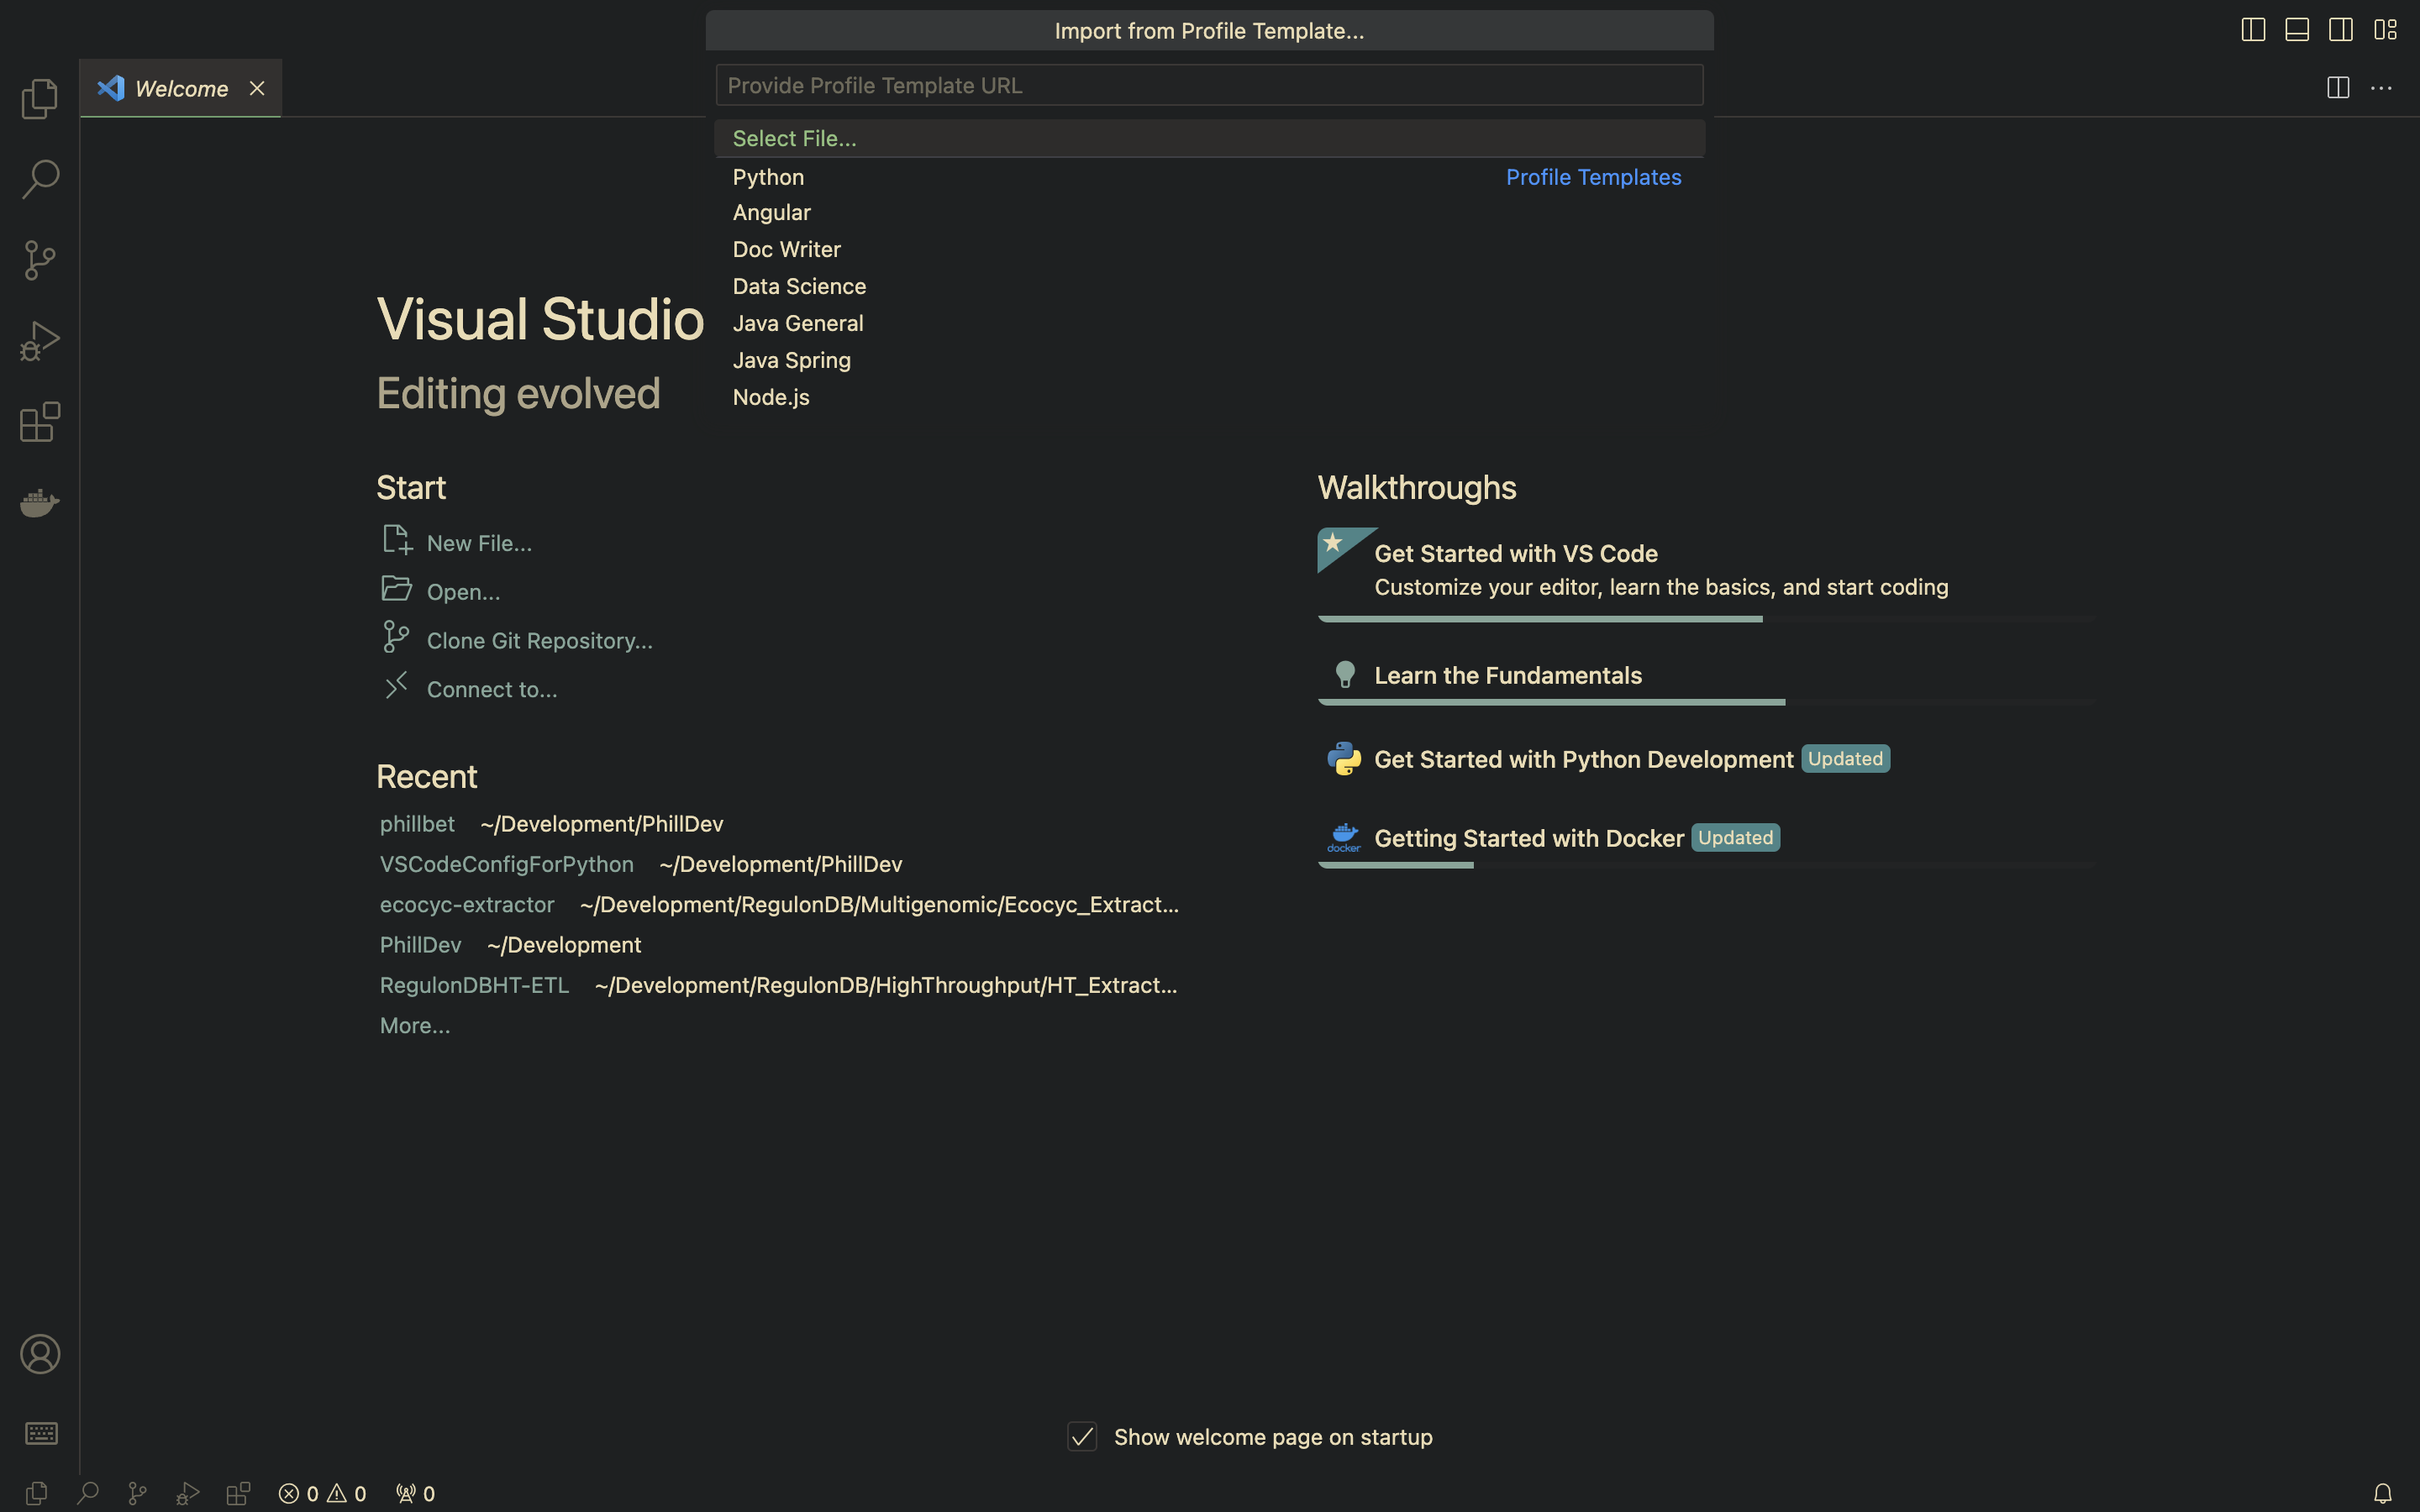 Import from Profile Template...
Provide Profile Template URL
Select File...
Python Profile Templates
Angular
Doc Writer
Data Science
Java General
Java Spring
Node.js
Welcome
Visual Studio
Editing evolved
Start
New File...
Open...
Clone Git Repository...
Connect to...
Recent
phillbet ~/Development/PhillDev
VSCodeConfigForPython ~/Development/PhillDev
ecocyc-extractor ~/Development/RegulonDB/Multigenomic/Ecocyc_Extract...
PhillDev ~/Development
RegulonDBHT-ETL ~/Development/RegulonDB/HighThroughput/HT_Extract...
More...
Walkthroughs
Get Started with VS Code
Customize your editor, learn the basics, and start coding
Learn the Fundamentals
Get Started with Python Development Updated
docker
Getting Started with Docker Updated
Show welcome page on startup
0 0 0